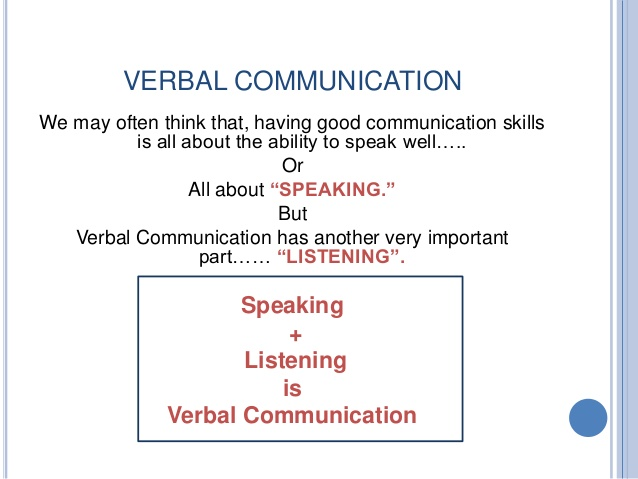 VERBAL COMMUNICATION
We may often think that, having good communication skills
is all about the ability to speak well…..
Or
All about “SPEAKING.”
But
Verbal Communication has another very important
part…… “LISTENING”.
Speaking
+
Listening
is
Verbal Communication